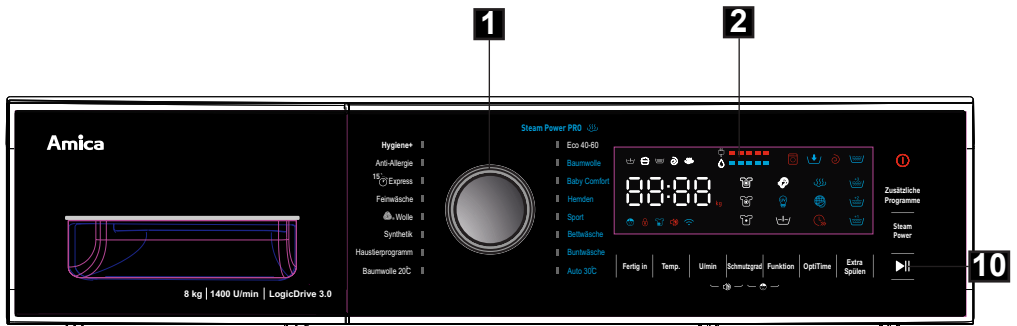 1
2
Amica
Steam Power PRO
Hygiene+
Anti-Allergie
15'
Express
Feinwäsche
Wolle
Synthetik
Haustierprogramm
Baumwolle 20°C
Eco 40-60
Baumwolle
Baby Comfort
Hemden
Sport
Bettwäsche
Buntwäsche
Auto 30°C
88:88
kg
Zusätzliche
Programme
Steam
Power
Fertig in
Temp.
U/min
Schmutzgrad
Funktion
OptiTime
Extra
Spülen
10
8 kg | 1400 U/min | LogicDrive 3.0